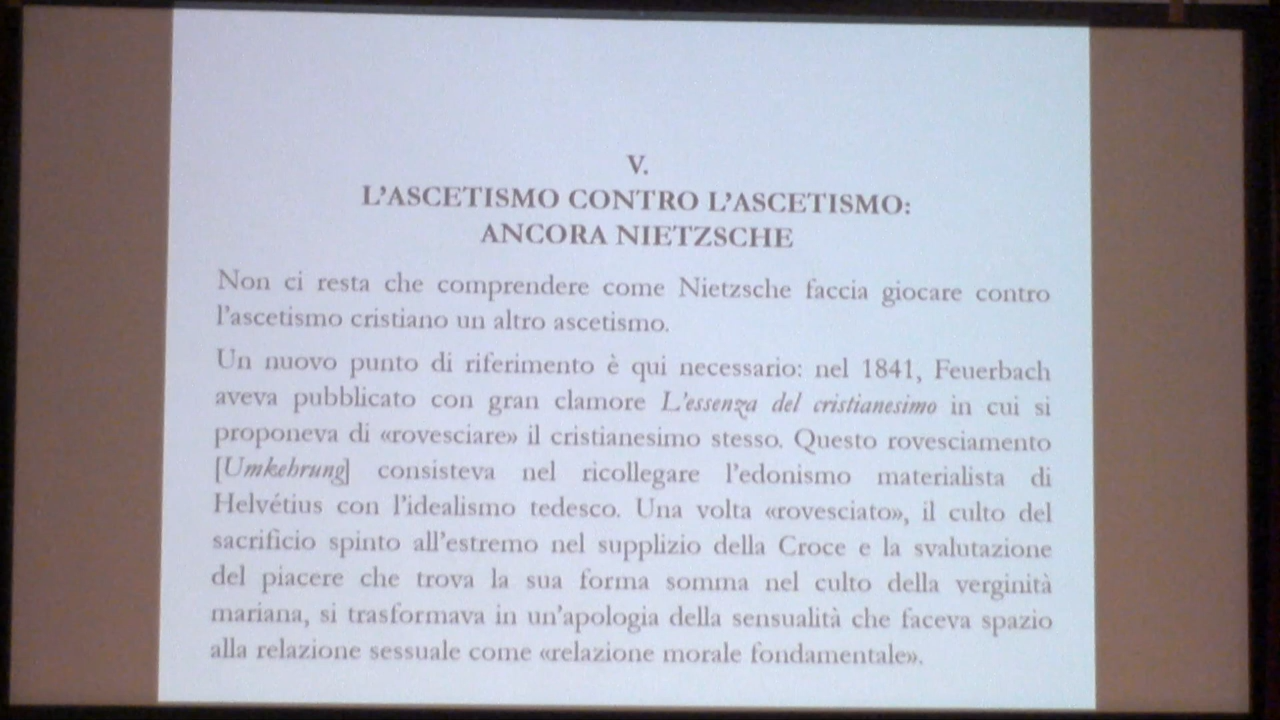 V.
L’ASCETISMO CONTRO L’ASCETISMO:
ANCORA NIETZSCHE
Non ci resta che comprendere come Nietzsche faccia giocare contro
l’ascetismo cristiano un altro ascetismo.
Un nuovo punto di riferimento è qui necessario: nel 1841, Feuerbach
aveva pubblicato con gran clamore L’essenza del cristianesimo in cui si
proponeva di «rovesciare» il cristianesimo stesso. Questo rovesciamento
[Umkehrung] consisteva nel ricollegare l’edonismo materialista di
Helvétius con l’idealismo tedesco. Una volta «rovesciato», il culto del
sacrificio spinto all’estremo nel supplizio della Croce e la svalutazione
del piacere che trova la sua forma somma nel culto della verginità
mariana, si trasformava in un’apologia della sensualità che faceva spazio
alla relazione sessuale come «relazione morale fondamentale».